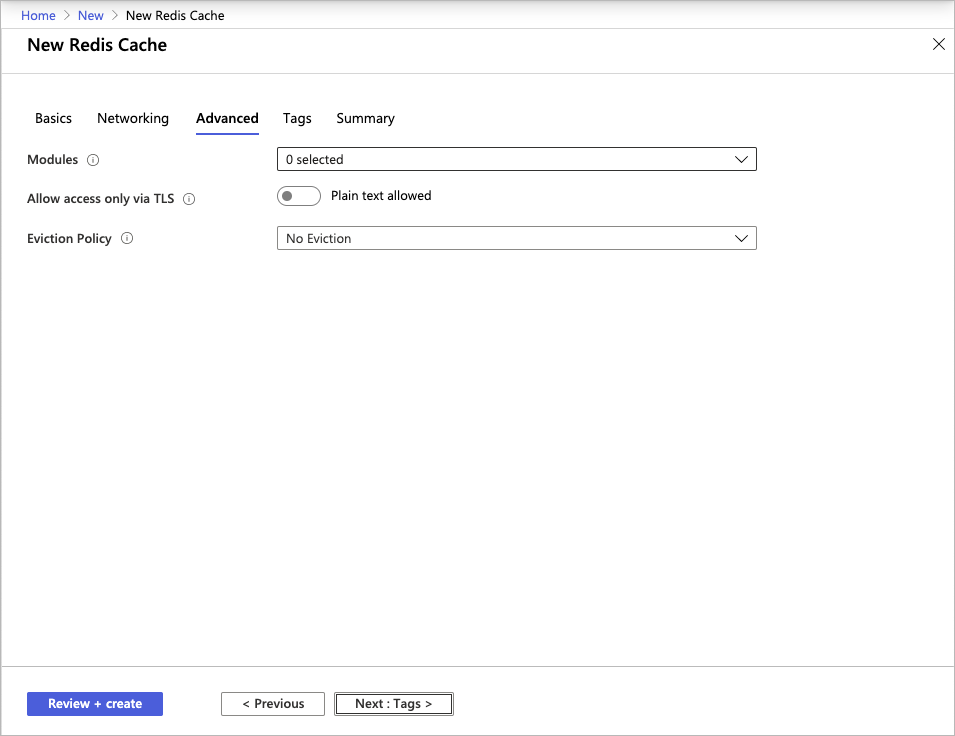 Home > New > New Redis Cache
New Redis Cache
Basics Networking Advanced Tags Summary
Modules 0 selected
Allow access only via TLS Plain text allowed
Eviction Policy No Eviction
Review + create < Previous Next : Tags >